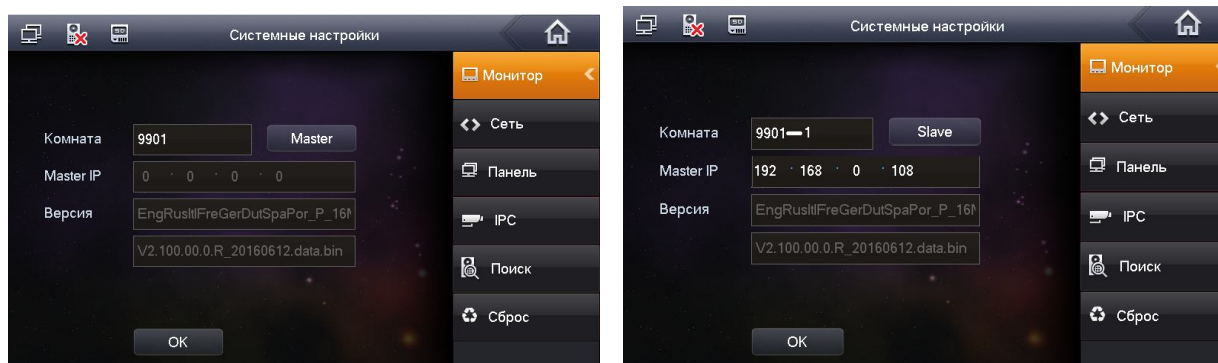 Системные настройки
Монитор
Комната 9901 Master
Сеть
Master IP 0 . 0 . 0 . 0
Панель
Версия EngRusItlFreGerDutSpaPor_P_16
IPC
V2.100.00.0.R_20160612.data.bin
Поиск
Сброс
OK
Системные настройки
Монитор
Комната 9901-1 Slave
Сеть
Master IP 192 . 168 . 0 . 108
Панель
Версия EngRusItlFreGerDutSpaPor_P_16
IPC
V2.100.00.0.R_20160612.data.bin
Поиск
Сброс
OK